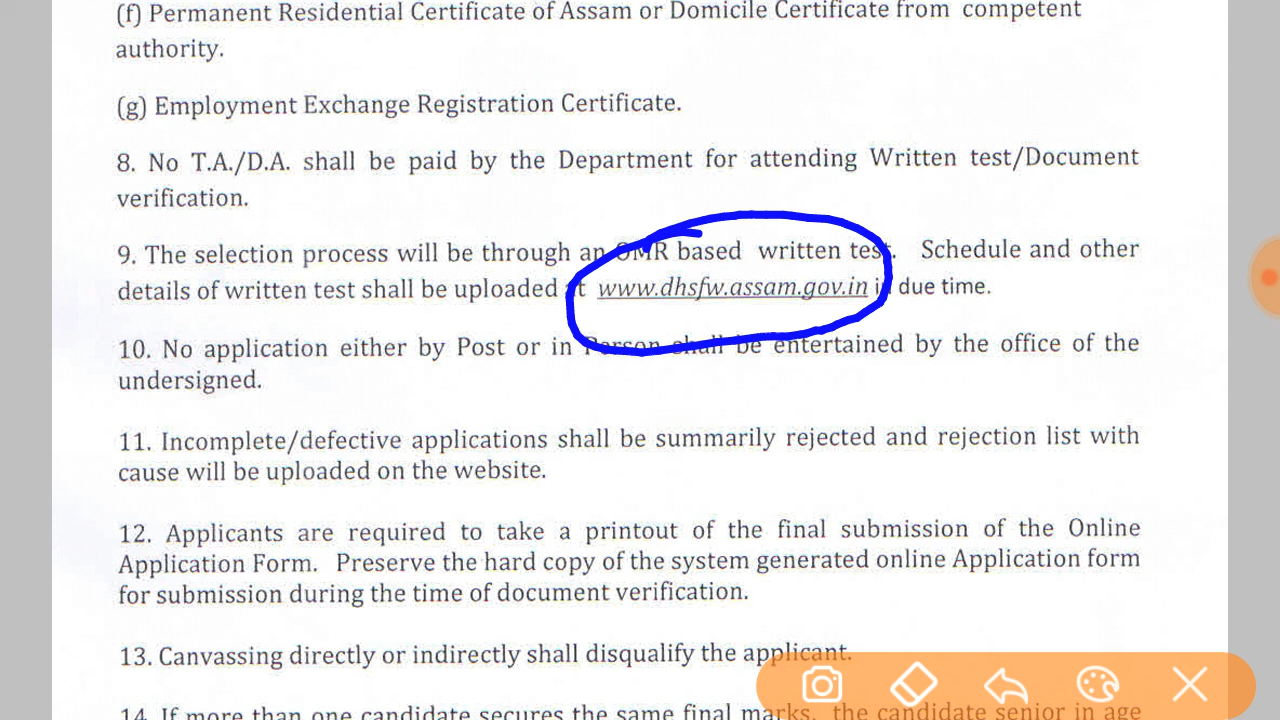 (f) Permanent Residential Certificate of Assam or Domicile Certificate from competent
authority.
(g) Employment Exchange Registration Certificate.
8. No T.A./D.A. shall be paid by the Department for attending Written test/Document
verification.
9. The selection process will be through an OMR based written test. Schedule and other
details of written test shall be uploaded at www.dhsfw.assam.gov.in in due time.
10. No application either by Post or in Person shall be entertained by the office of the
undersigned.
11. Incomplete/defective applications shall be summarily rejected and rejection list with
cause will be uploaded on the website.
12. Applicants are required to take a printout of the final submission of the Online
Application Form. Preserve the hard copy of the system generated online Application form
for submission during the time of document verification.
13. Canvassing directly or indirectly shall disqualify the applicant.
14. If more than one candidate secures the same final marks, the candidate senior in age